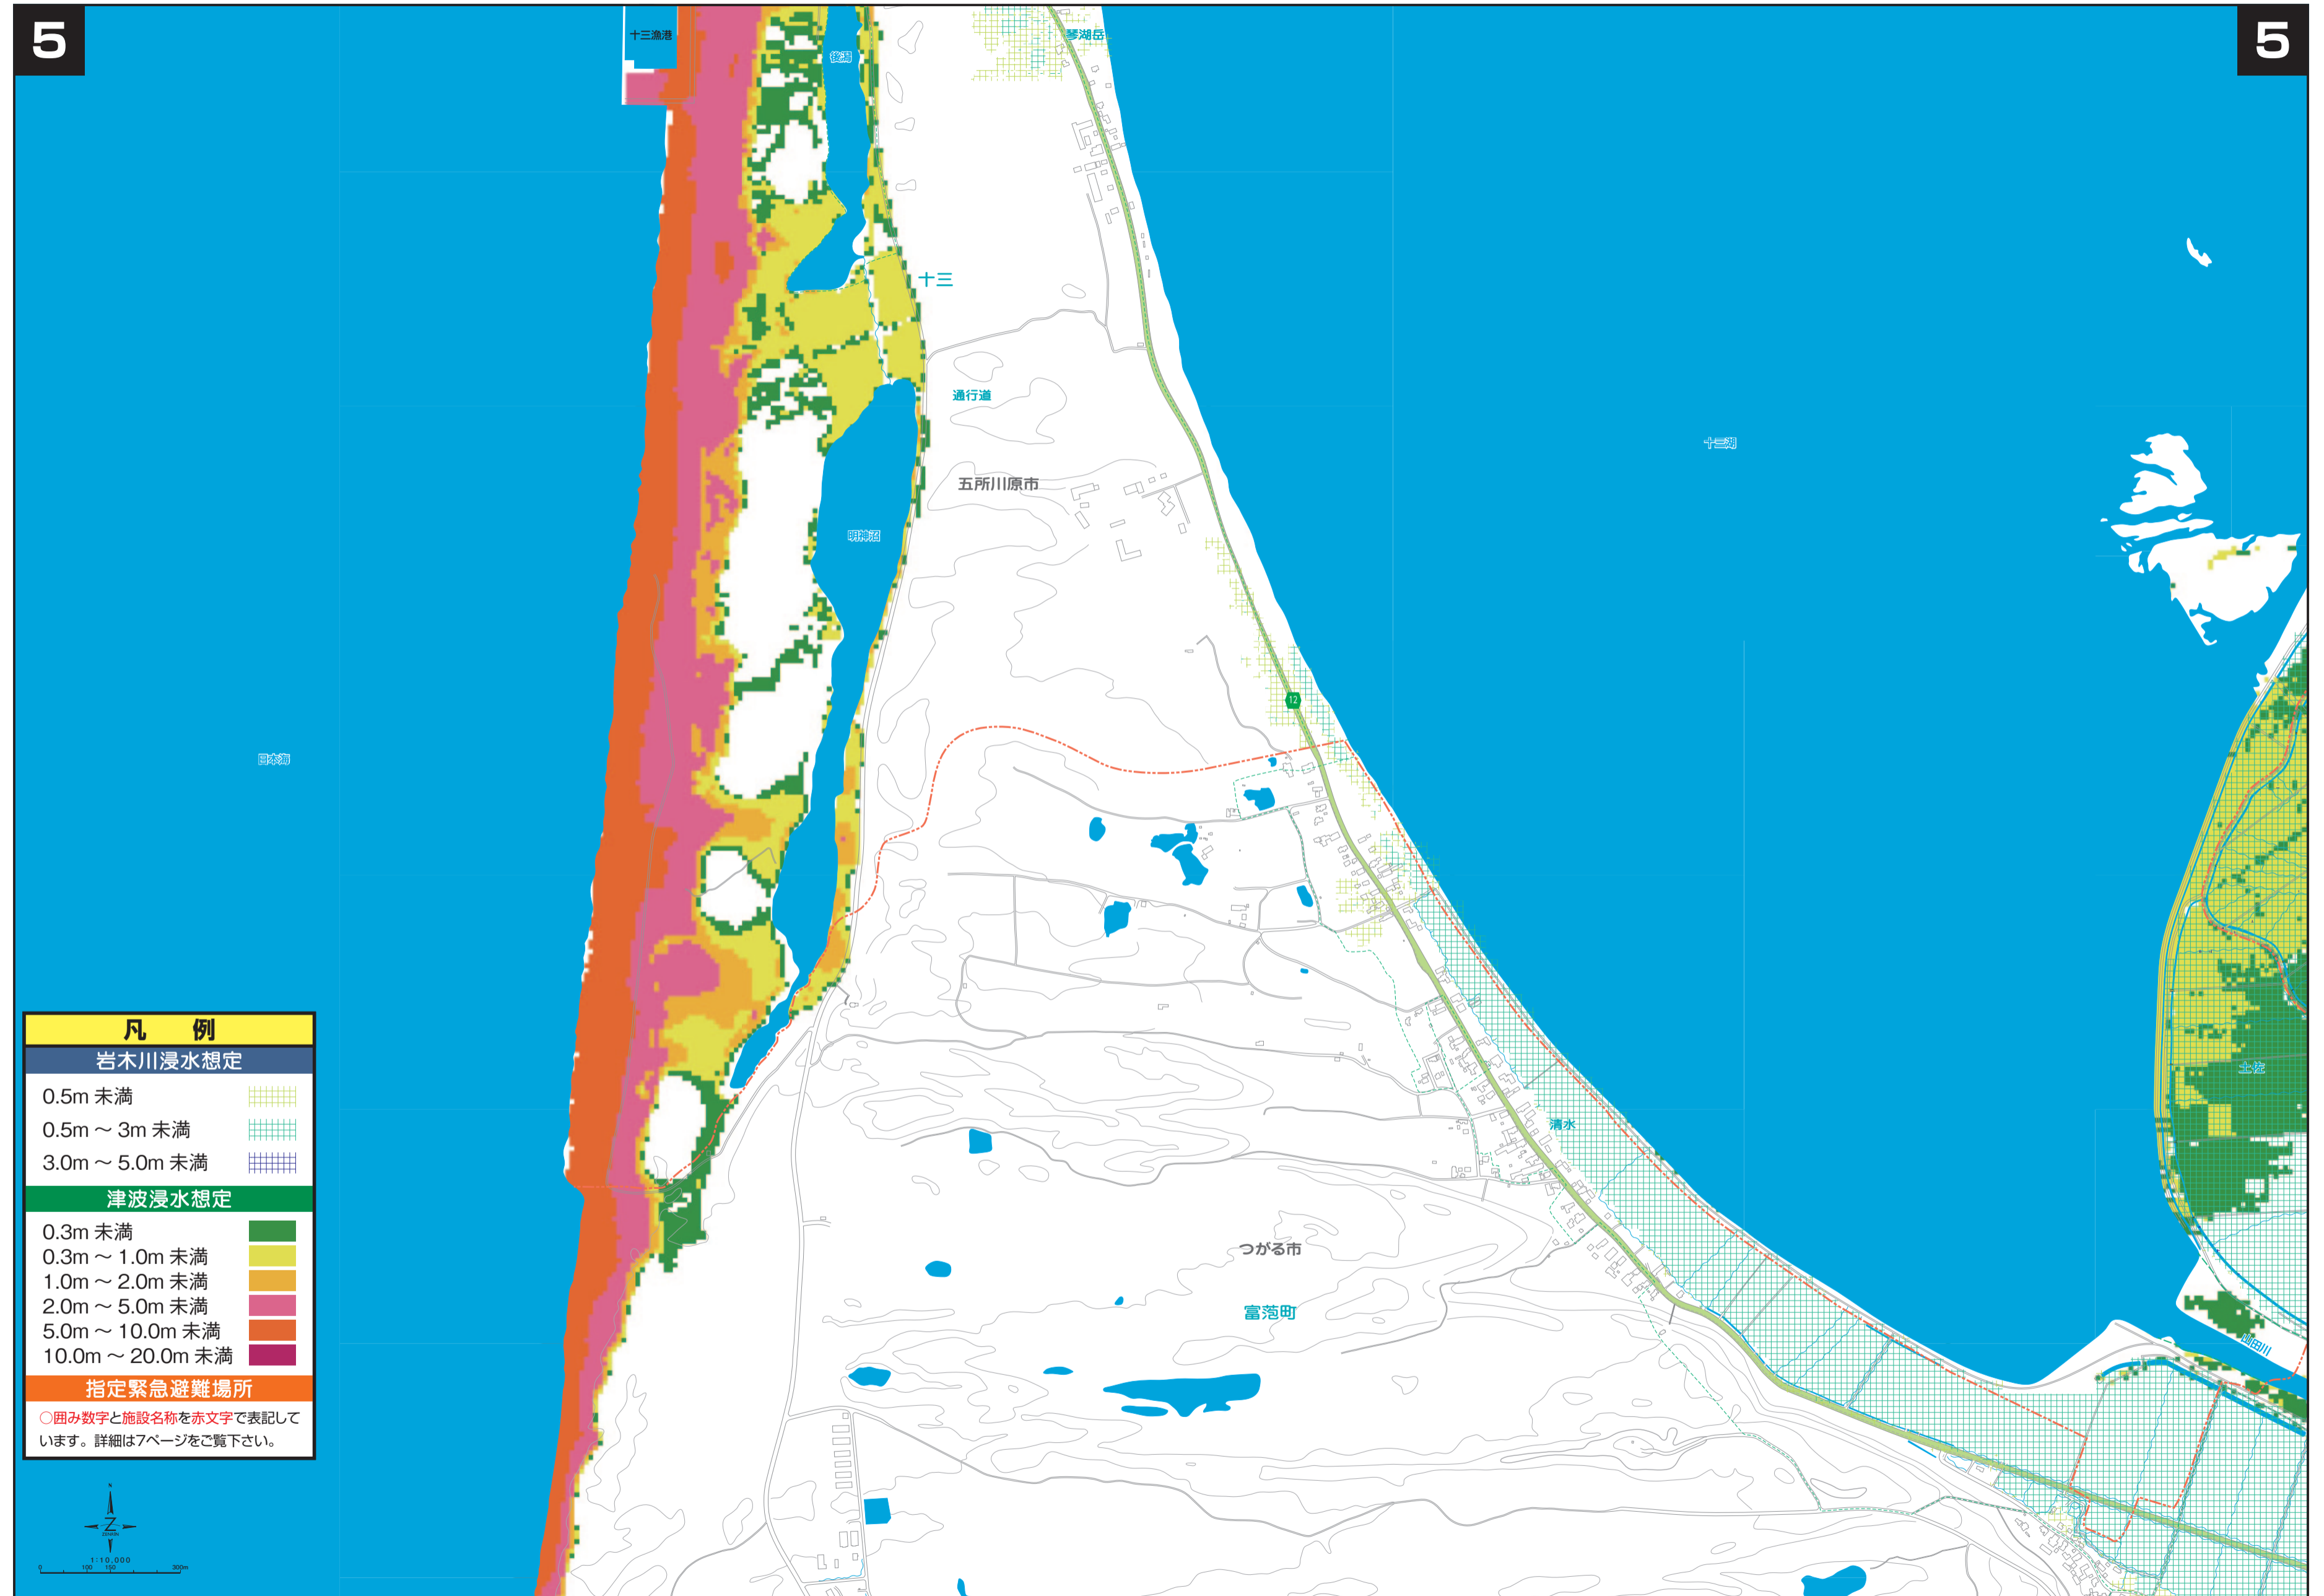 5
5
十三漁港
後潟
琴湖岳
十三
通行道
十三湖
五所川原市
明神沼
12
日本海
土佐
清水
つがる市
富萢町
山田川
凡 例
岩木川浸水想定
0.5m 未満
0.5m ～ 3m 未満
3.0m ～ 5.0m 未満
津波浸水想定
0.3m 未満
0.3m ～ 1.0m 未満
1.0m ～ 2.0m 未満
2.0m ～ 5.0m 未満
5.0m ～ 10.0m 未満
10.0m ～ 20.0m 未満
指定緊急避難場所
○囲み数字と施設名称を赤文字で表記して
います。詳細は7ページをご覧下さい。
N
Z
1:10,000
0 100 150 300m